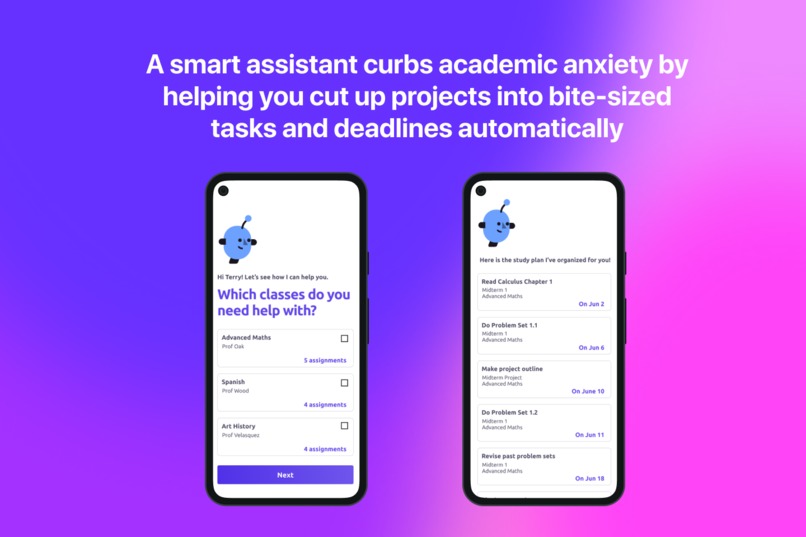 A smart assistant curbs academic anxiety by
helping you cut up projects into bite-sized
tasks and deadlines automatically
Hi Terry! Let's see how I can help you.
Which classes do you
need help with?
Advanced Maths
Prof Oak
5 assignments
Spanish
Prof Wood
4 assignments
Art History
Prof Velasquez
4 assignments
Next
Here is the study plan I've organized for you!
Read Calculus Chapter 1
Midterm 1
Advanced Maths
On Jun 2
Do Problem Set 1.1
Midterm 1
Advanced Maths
On Jun 6
Make project outline
Midterm Project
Advanced Maths
On June 10
Do Problem Set 1.2
Midterm 1
Advanced Maths
On Jun 11
Revise past problem sets
Midterm 1
Advanced Maths
On Jun 18